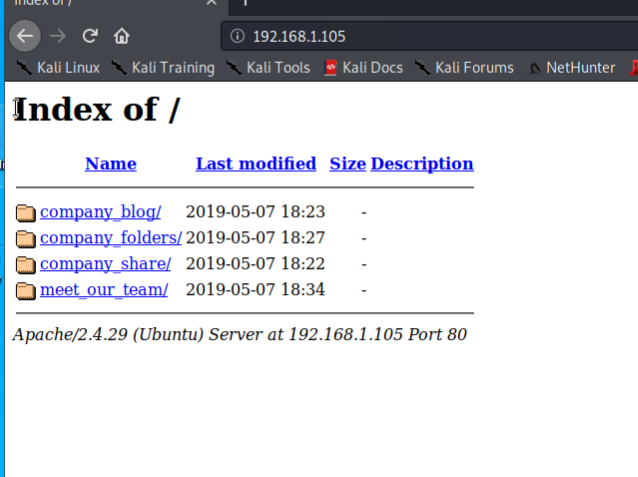 Index of /
192.168.1.105
Kali Linux Kali Training Kali Tools Kali Docs Kali Forums NetHunter
Index of /
Name Last modified Size Description
company_blog/ 2019-05-07 18:23 -
company_folders/ 2019-05-07 18:27 -
company_share/ 2019-05-07 18:22 -
meet_our_team/ 2019-05-07 18:34 -
Apache/2.4.29 (Ubuntu) Server at 192.168.1.105 Port 80